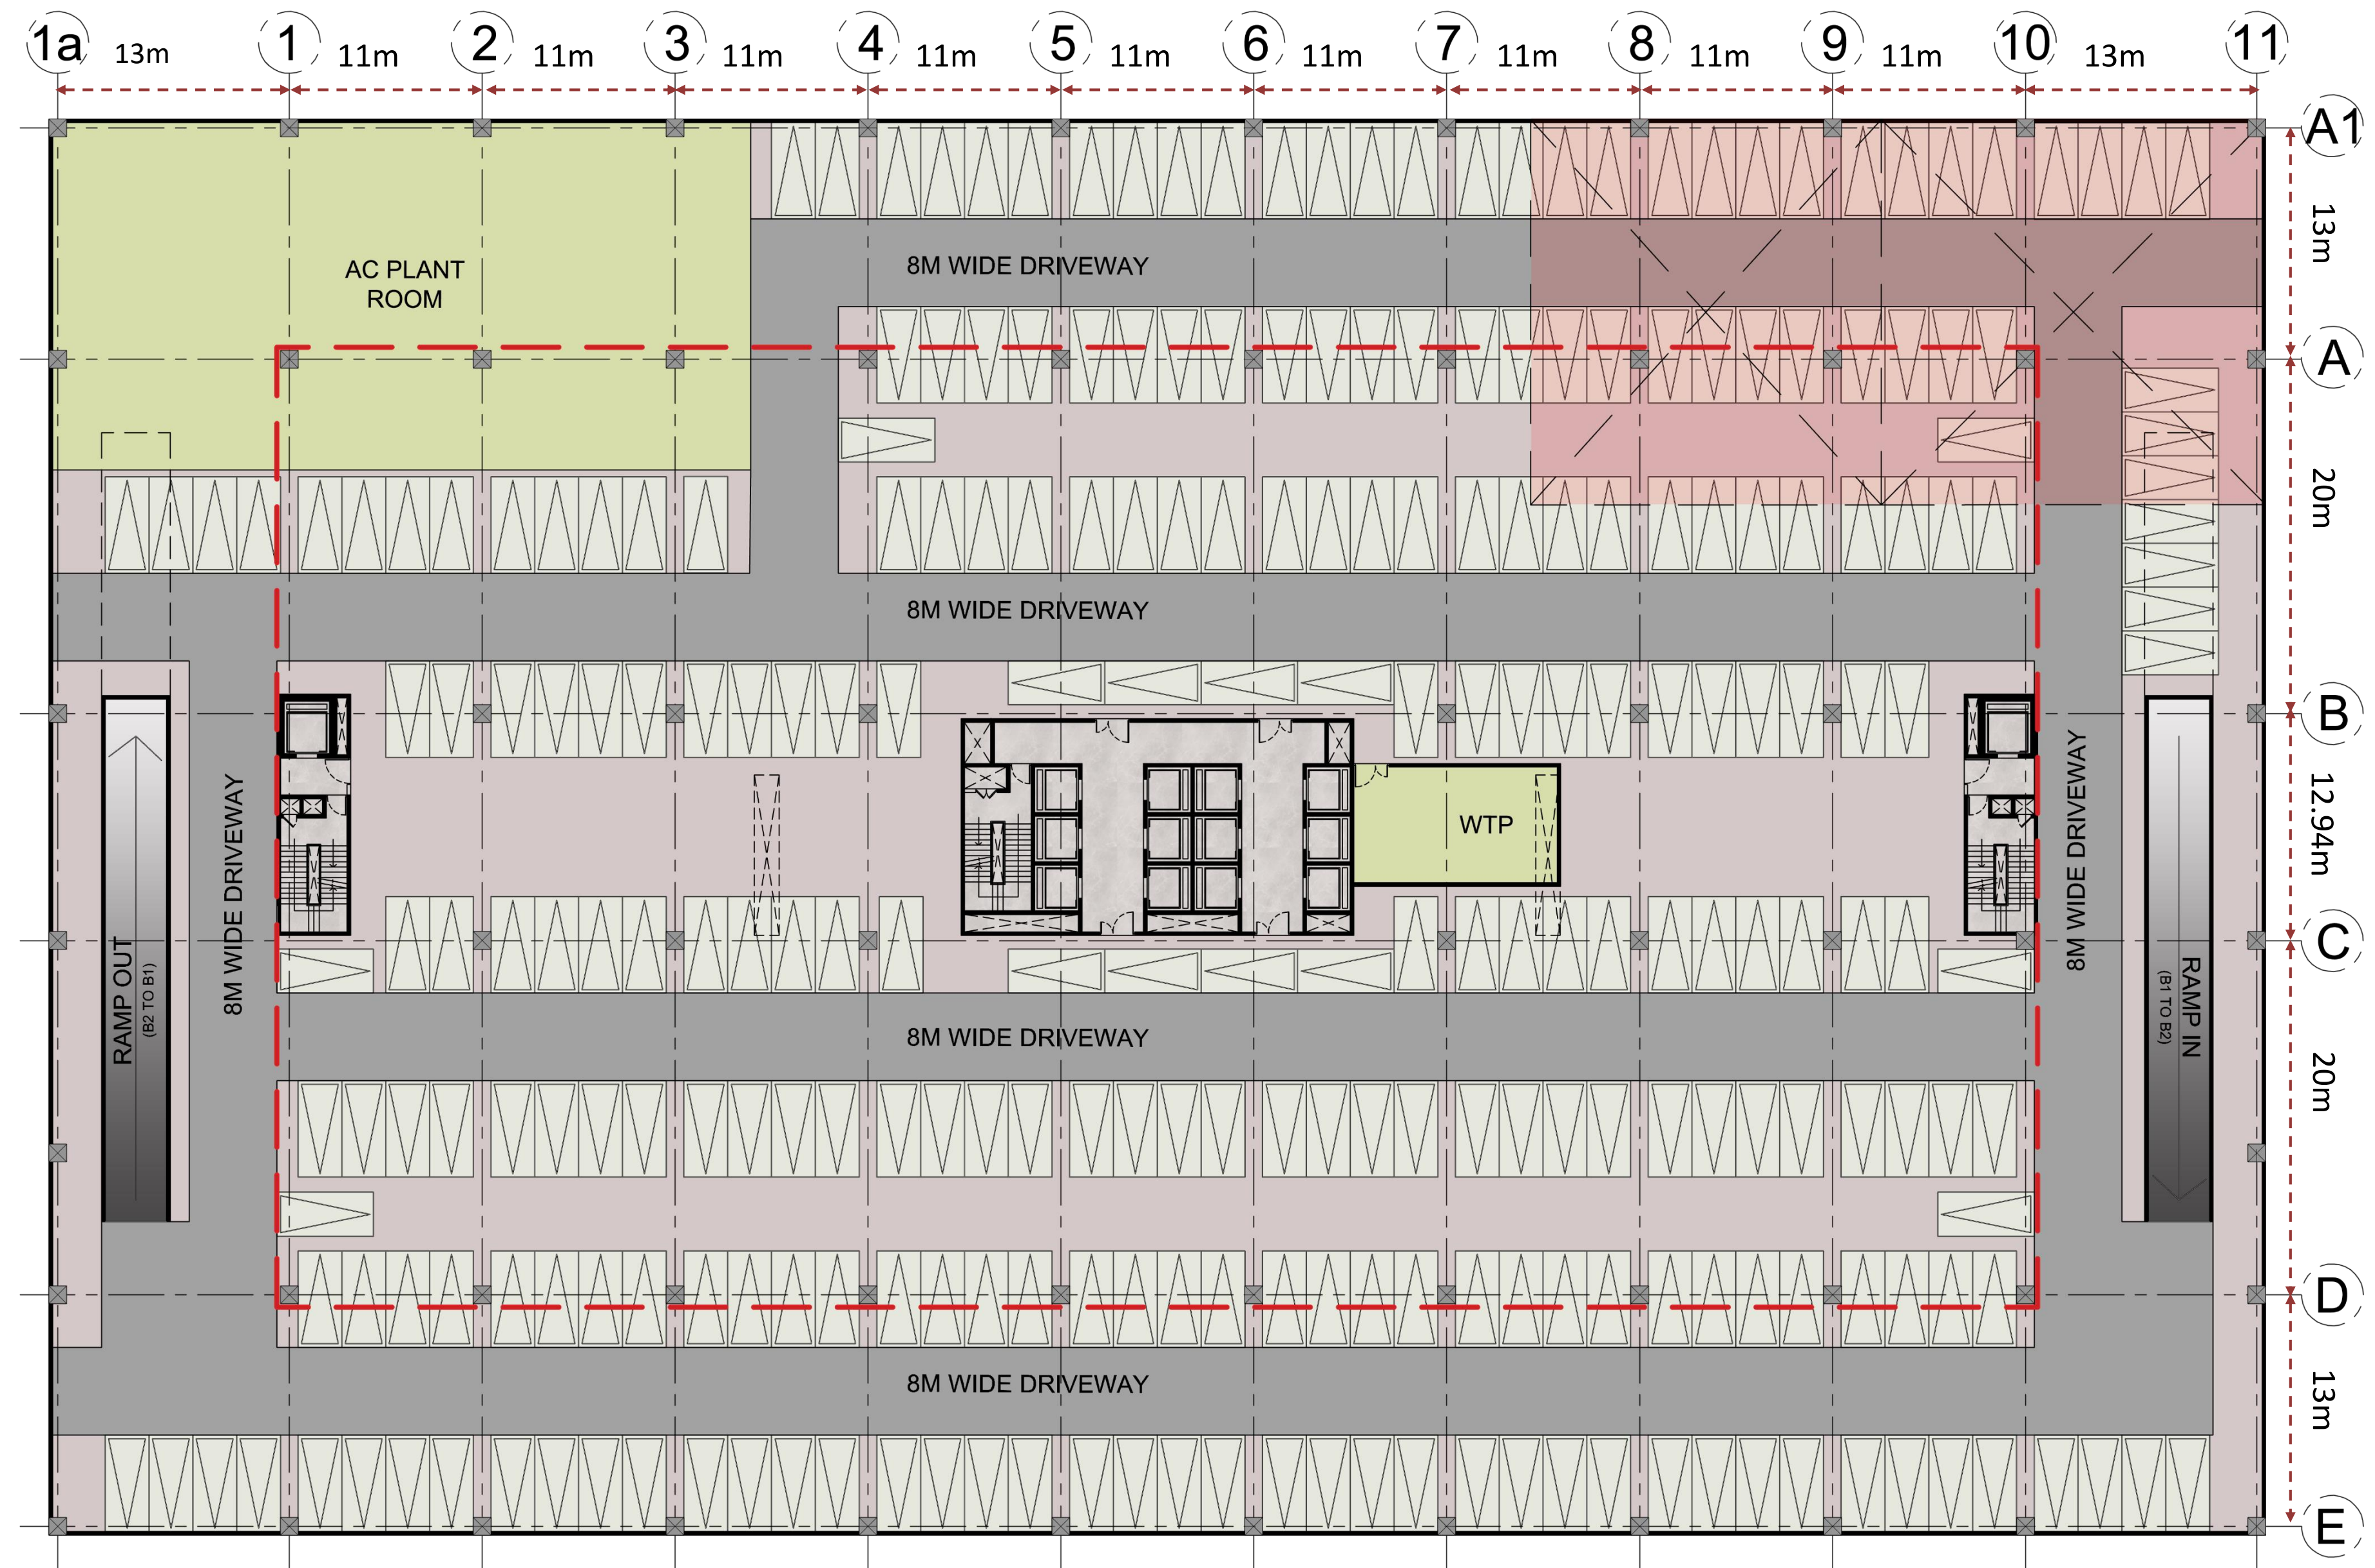 1a 1 2 3 4 5 6 7 8 9 10 11
13m 11m 11m 11m 11m 11m 11m 11m 11m 11m 13m
A1
13m
AC PLANT
ROOM
8M WIDE DRIVEWAY
A
20m
8M WIDE DRIVEWAY
B
8M WIDE DRIVEWAY
WTP
8M WIDE DRIVEWAY
12.94m
C
RAMP OUT
(B2 TO B1)
RAMP IN
(B1 TO B2)
8M WIDE DRIVEWAY
20m
D
8M WIDE DRIVEWAY
13m
E